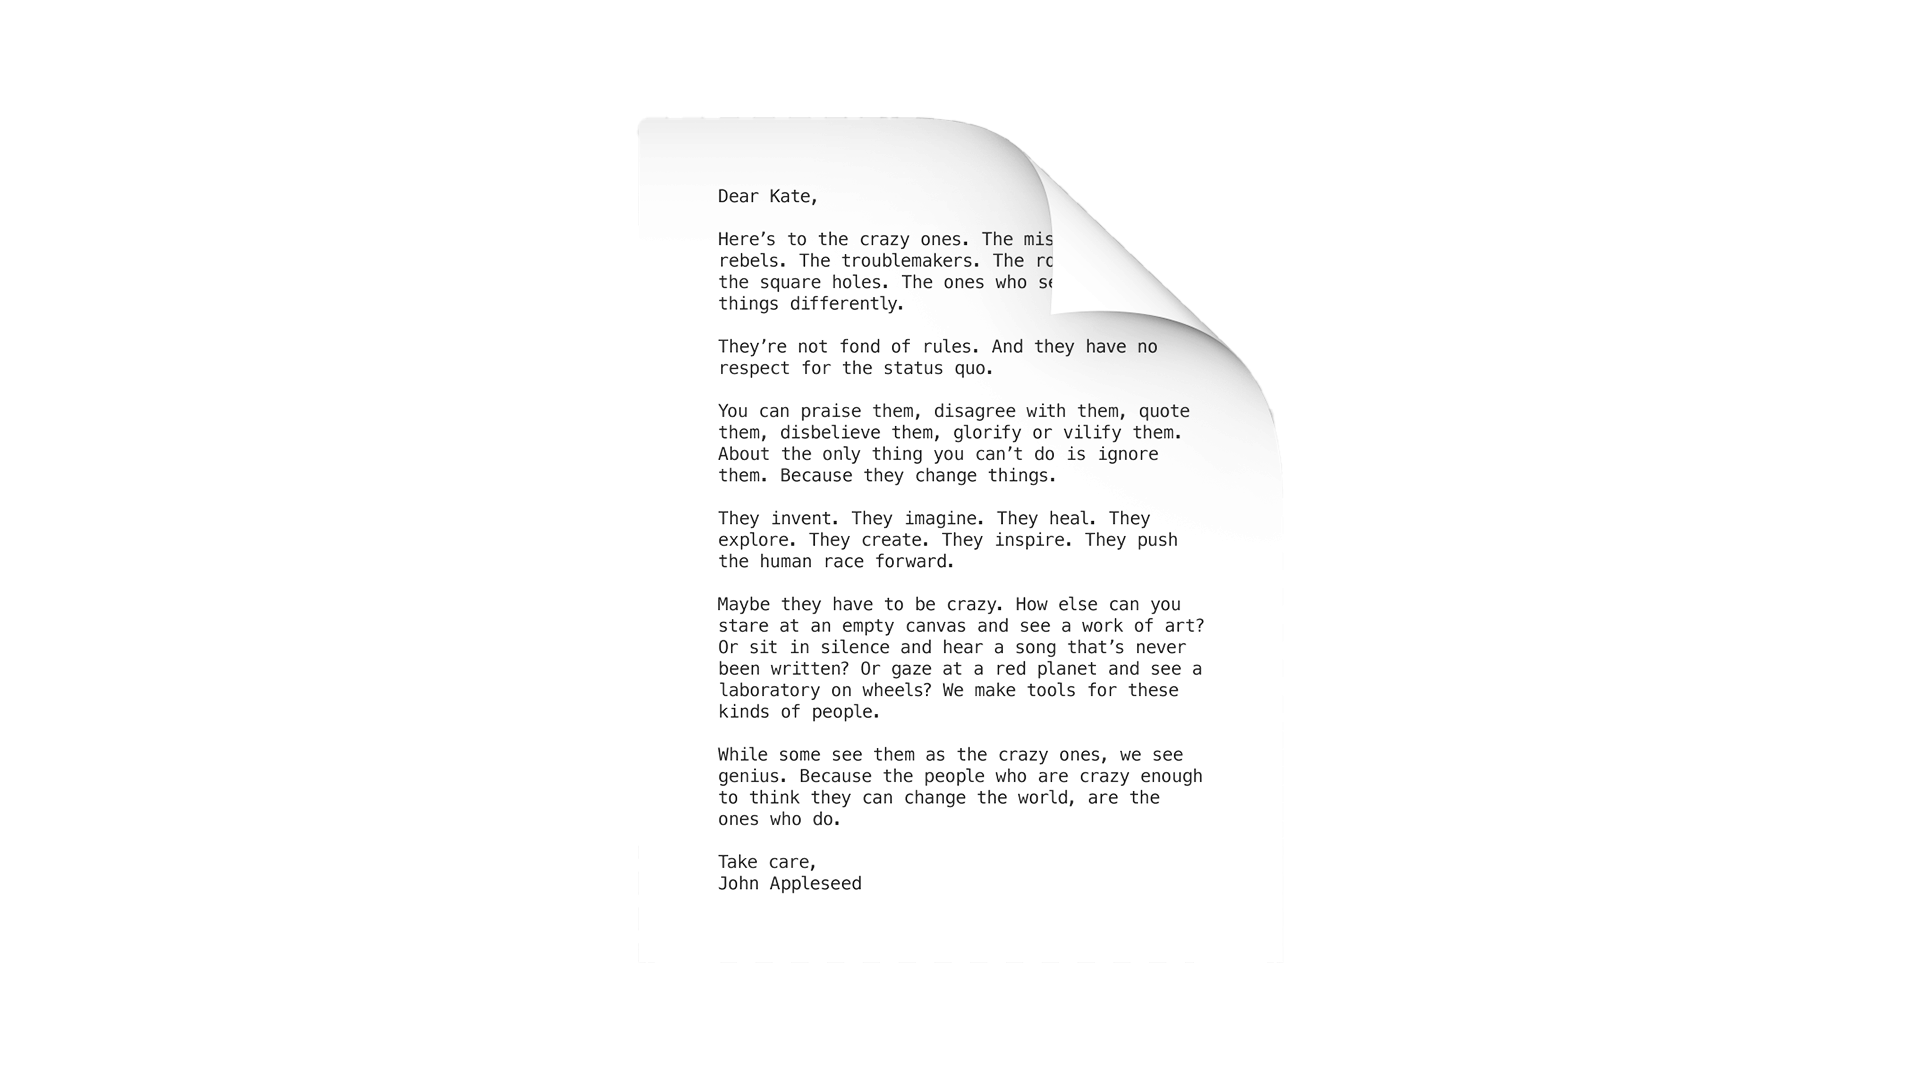 Dear Kate,
Here’s to the crazy ones. The
rebels. The troublemakers. The
the square holes. The ones who
things differently.
They’re not fond of rules. And they have no
respect for the status quo.
You can praise them, disagree with them, quote
them, disbelieve them, glorify or vilify them.
About the only thing you can’t do is ignore
them. Because they change things.
They invent. They imagine. They heal. They
explore. They create. They inspire. They push
the human race forward.
Maybe they have to be crazy. How else can you
stare at an empty canvas and see a work of art?
Or sit in silence and hear a song that’s never
been written? Or gaze at a red planet and see a
laboratory on wheels? We make tools for these
kinds of people.
While some see them as the crazy ones, we see
genius. Because the people who are crazy enough
to think they can change the world, are the
ones who do.
Take care,
John Appleseed